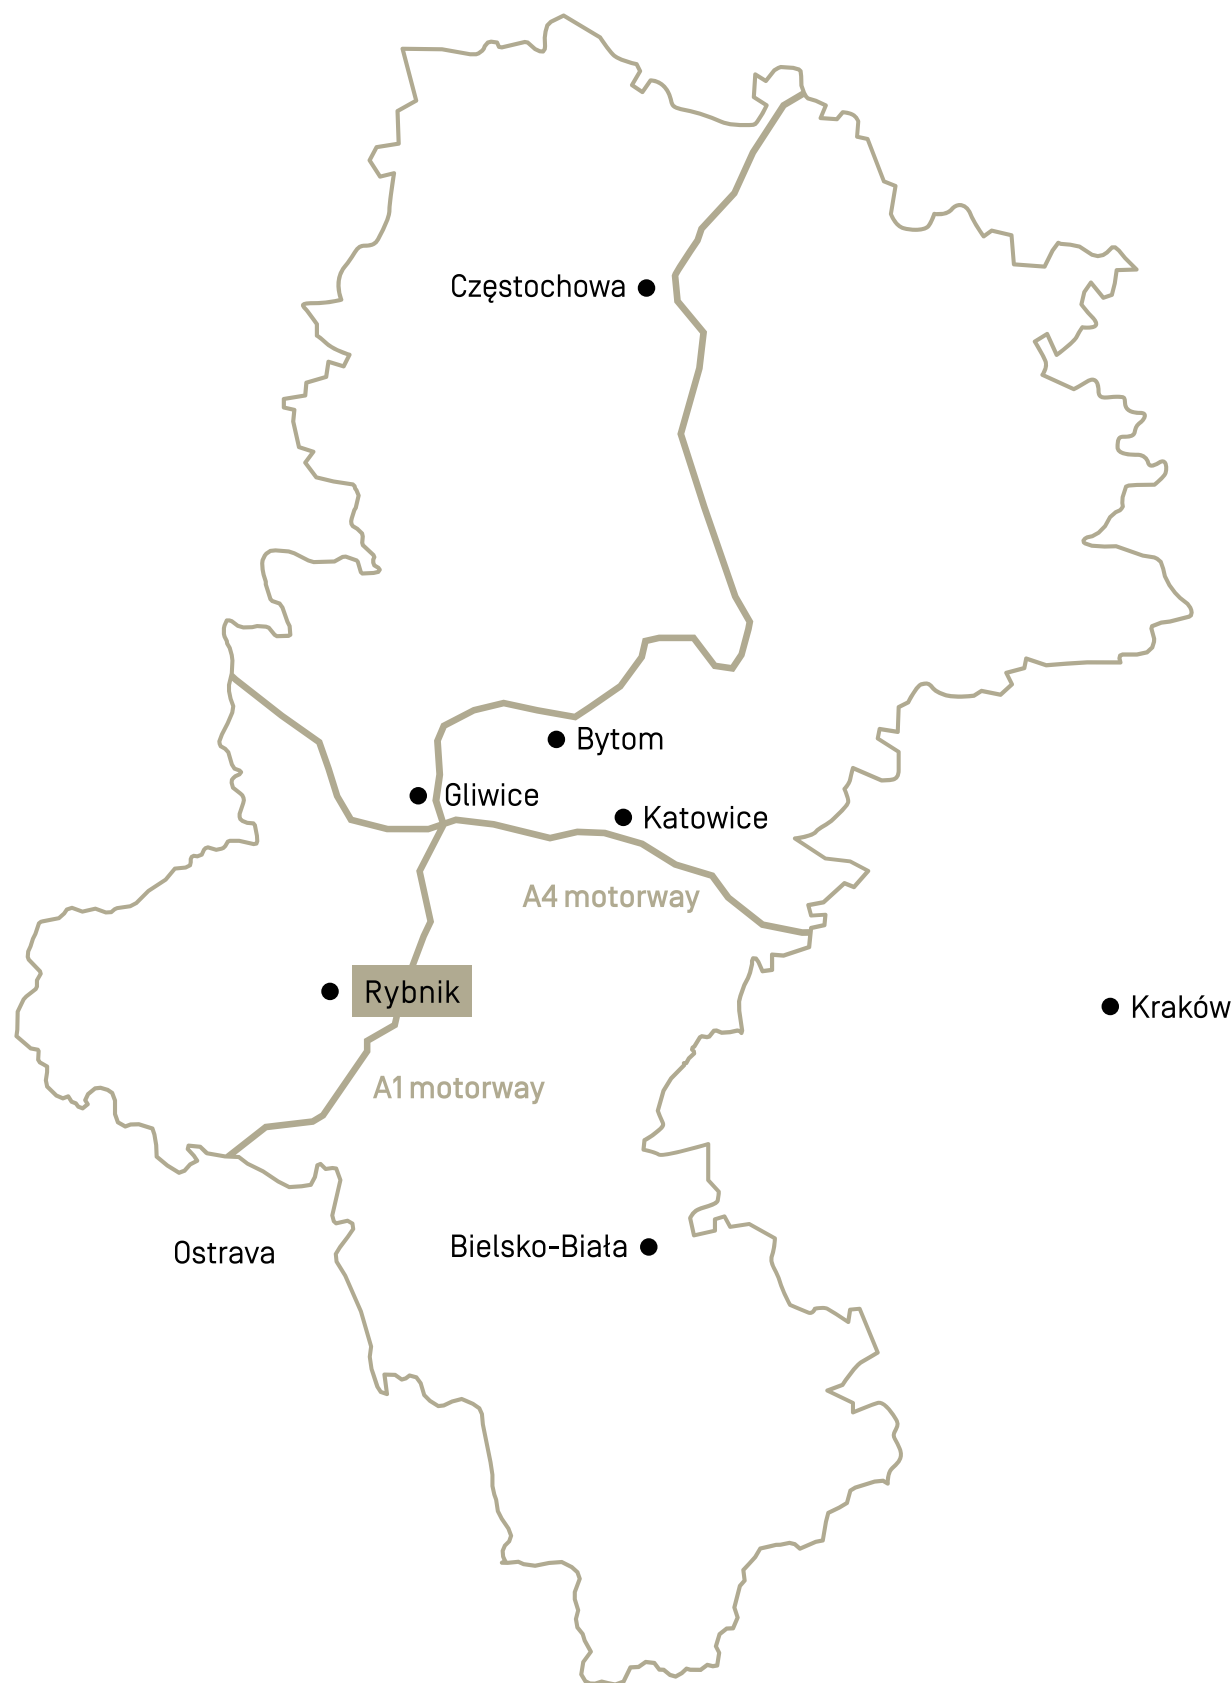 Częstochowa
Bytom
Gliwice
Katowice
A4 motorway
Rybnik
Kraków
A1 motorway
Ostrava
Bielsko-Biała